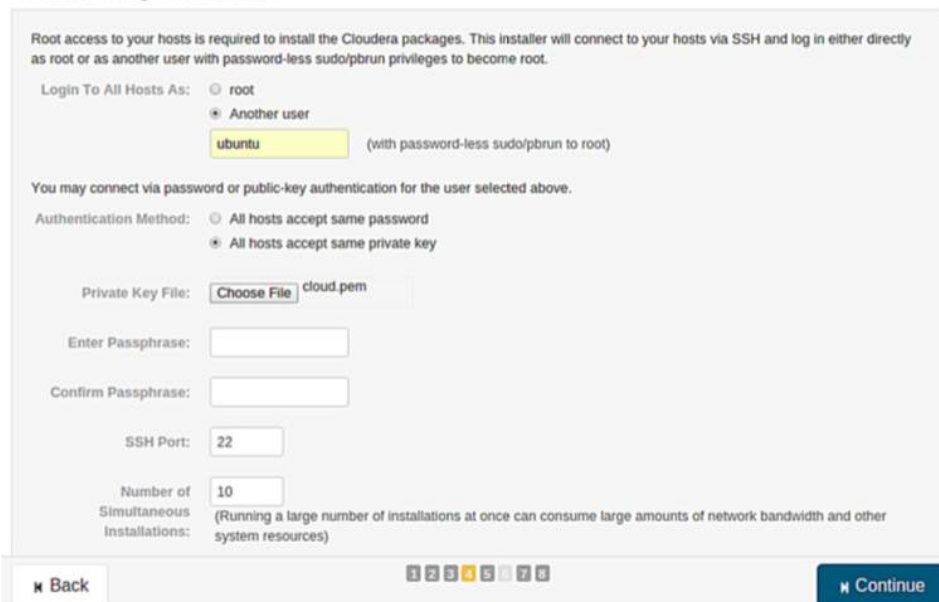 Root access to your hosts is required to install the Cloudera packages. This installer will connect to your hosts via SSH and log in either directly
as root or as another user with password-less sudo/pbrun privileges to become root.
Login To All Hosts As: root
Another user
ubuntu (with password-less sudo/pbrun to root)
You may connect via password or public-key authentication for the user selected above.
Authentication Method: All hosts accept same password
All hosts accept same private key
Private Key File: Choose File cloud.pem
Enter Passphrase:
Confirm Passphrase:
SSH Port: 22
Number of Simultaneous Installations: 10
(Running a large number of installations at once can consume large amounts of network bandwidth and other
system resources)
Back 1 2 3 4 5 7 8 Continue